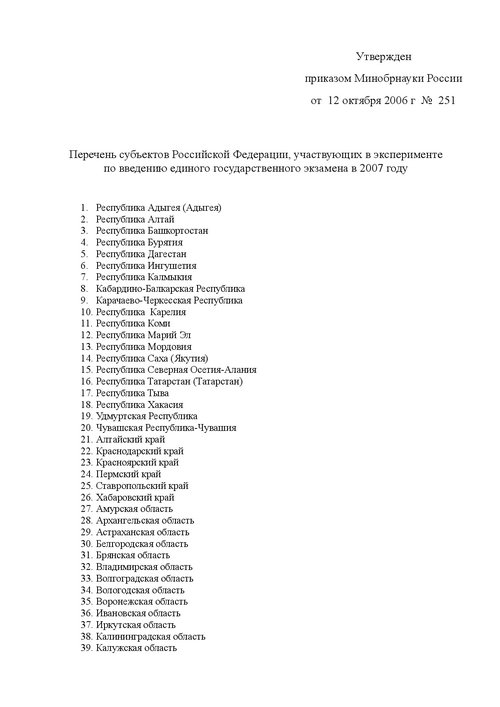 Утвержден
приказом Минобрнауки России
от 12 октября 2006 г № 251
Перечень субъектов Российской Федерации, участвующих в эксперименте
по введению единого государственного экзамена в 2007 году
1. Республика Адыгея (Адыгея)
2. Республика Алтай
3. Республика Башкортостан
4. Республика Бурятия
5. Республика Дагестан
6. Республика Ингушетия
7. Республика Калмыкия
8. Кабардино-Балкарская Республика
9. Карачаево-Черкесская Республика
10. Республика Карелия
11. Республика Коми
12. Республика Марий Эл
13. Республика Мордовия
14. Республика Саха (Якутия)
15. Республика Северная Осетия-Алания
16. Республика Татарстан (Татарстан)
17. Республика Тыва
18. Республика Хакасия
19. Удмуртская Республика
20. Чувашская Республика-Чувашия
21. Алтайский край
22. Краснодарский край
23. Красноярский край
24. Пермский край
25. Ставропольский край
26. Хабаровский край
27. Амурская область
28. Архангельская область
29. Астраханская область
30. Белгородская область
31. Брянская область
32. Владимирская область
33. Волгоградская область
34. Вологодская область
35. Воронежская область
36. Ивановская область
37. Иркутская область
38. Калининградская область
39. Калужская область